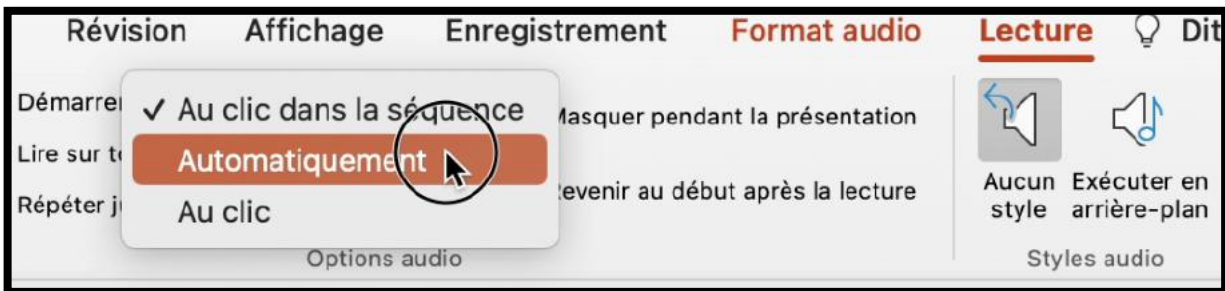 Révision Affichage Enregistrement Format audio Lecture Dit
Démarrer ✓ Au clic dans la séquence Masquer pendant la présentation
Lire sur Automatiquement
Répéter Au clic Revenir au début après la lecture
Aucun style Exécuter en arrière-plan
Options audio Styles audio